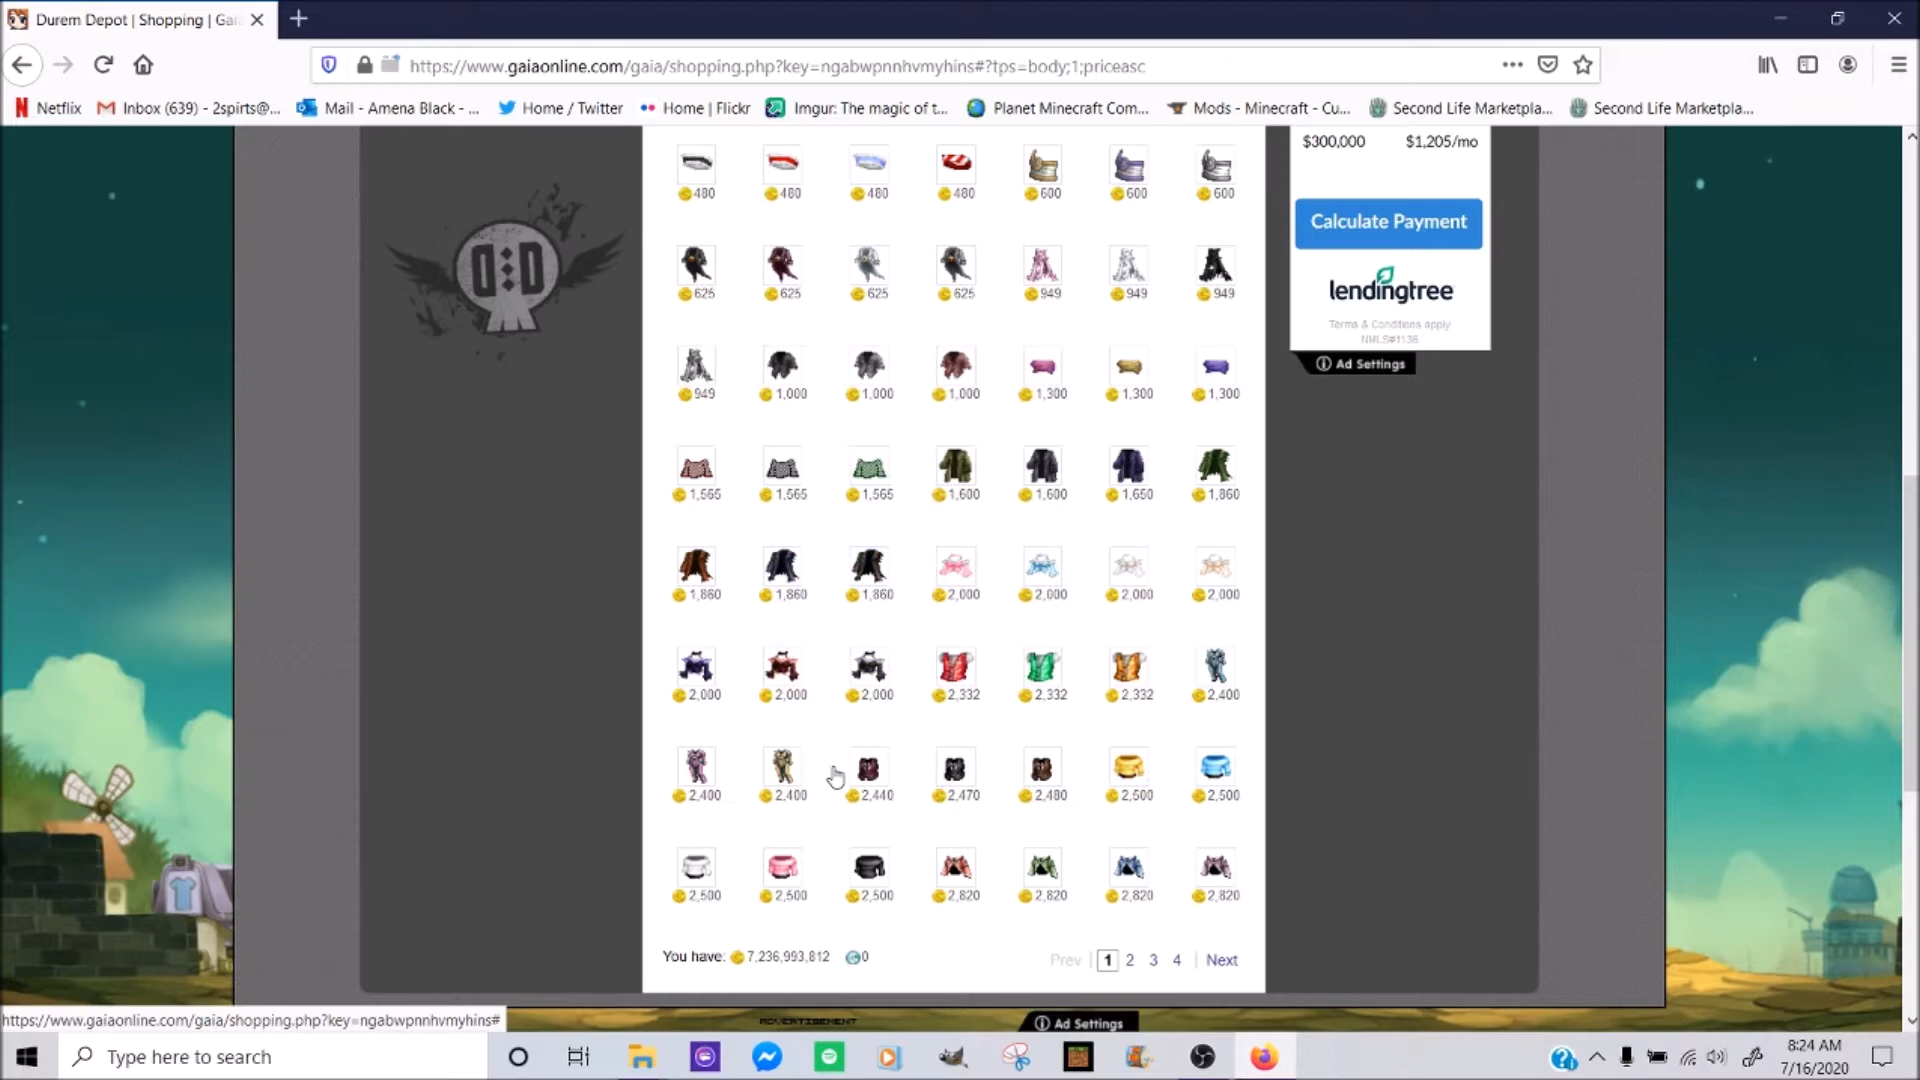 Durem Depot | Shopping | Gai
https://www.gaiaonline.com/gaia/shopping.php?key=ngabwpnnhvmyhins#?tps=body;1;priceasc
Netflix
Inbox (639) - 2spirts@...
Mail - Amena Black - ...
Home / Twitter
Home | Flickr
Imgur: The magic of t...
Planet Minecraft Com...
Mods - Minecraft - Cu...
Second Life Marketpla...
Second Life Marketpla...
$300,000 $1,205/mo
Calculate Payment
lendingtree
Terms & Conditions apply
NMLS#1136
Ad Settings
D:D
480 480 480 480 600 600 600
625 625 625 625 949 949 949
949 1,000 1,000 1,000 1,300 1,300 1,300
1,565 1,565 1,565 1,600 1,600 1,650 1,860
1,860 1,860 1,860 2,000 2,000 2,000 2,000
2,000 2,000 2,000 2,332 2,332 2,332 2,400
2,400 2,400 2,440 2,470 2,480 2,500 2,500
2,500 2,500 2,500 2,820 2,820 2,820 2,820
You have: 7,236,993,812 0
Prev | 1 2 3 4 | Next
https://www.gaiaonline.com/gaia/shopping.php?key=ngabwpnnhvmyhins#
ADVERTISEMENT
Ad Settings
Type here to search
8:24 AM
7/16/2020